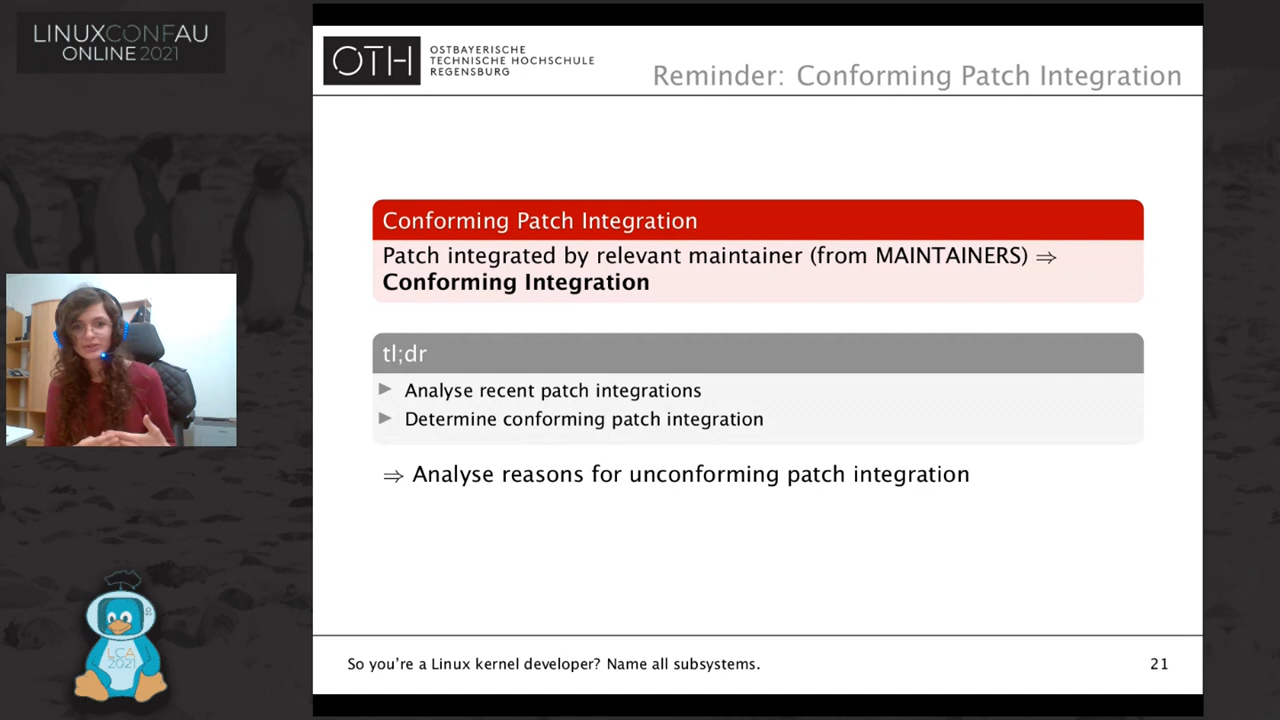 LINUXCONFAU
ONLINE 2021
OTH
OSTBAYERISCHE
TECHNISCHE HOCHSCHULE
REGENSBURG
Reminder: Conforming Patch Integration
Conforming Patch Integration
Patch integrated by relevant maintainer (from MAINTAINERS) ⇒
Conforming Integration
tl;dr
▶ Analyse recent patch integrations
▶ Determine conforming patch integration
⇒ Analyse reasons for unconforming patch integration
LCA
2021
So you're a Linux kernel developer? Name all subsystems.
21